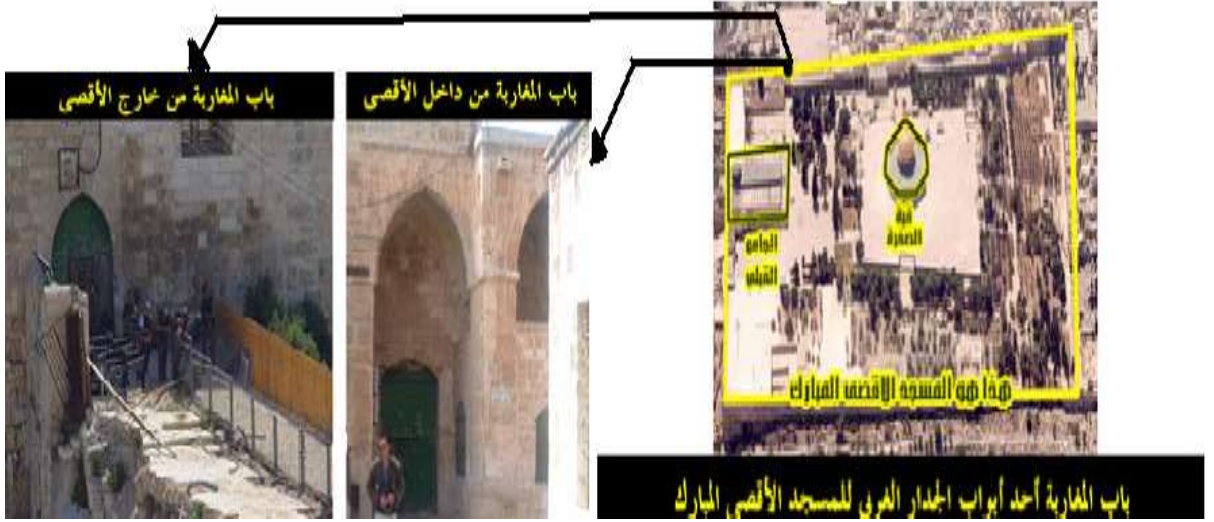 باب المغاربة من خارج الأقصى
باب المغاربة من داخل الأقصى
قبة
الصخرة
الجامع
القبلي
هذا هو المسجد الاقصى المبارك
باب المغاربة أحد أبواب الجدار الغربي للمسجد الأقصى المبارك